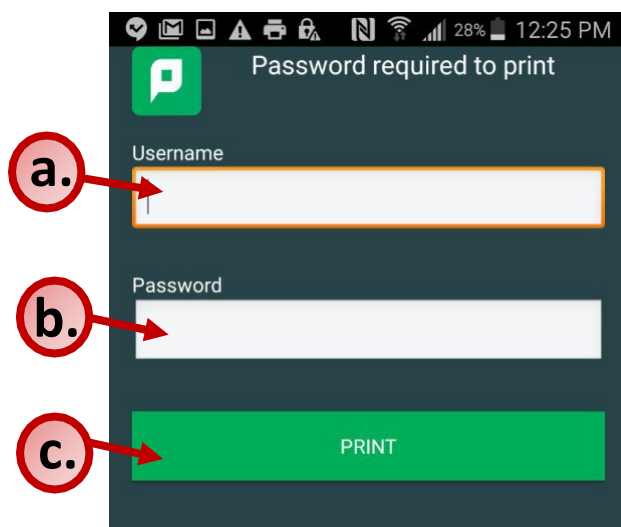 28% 12:25 PM
Password required to print
Username
a.
Password
b.
PRINT
c.